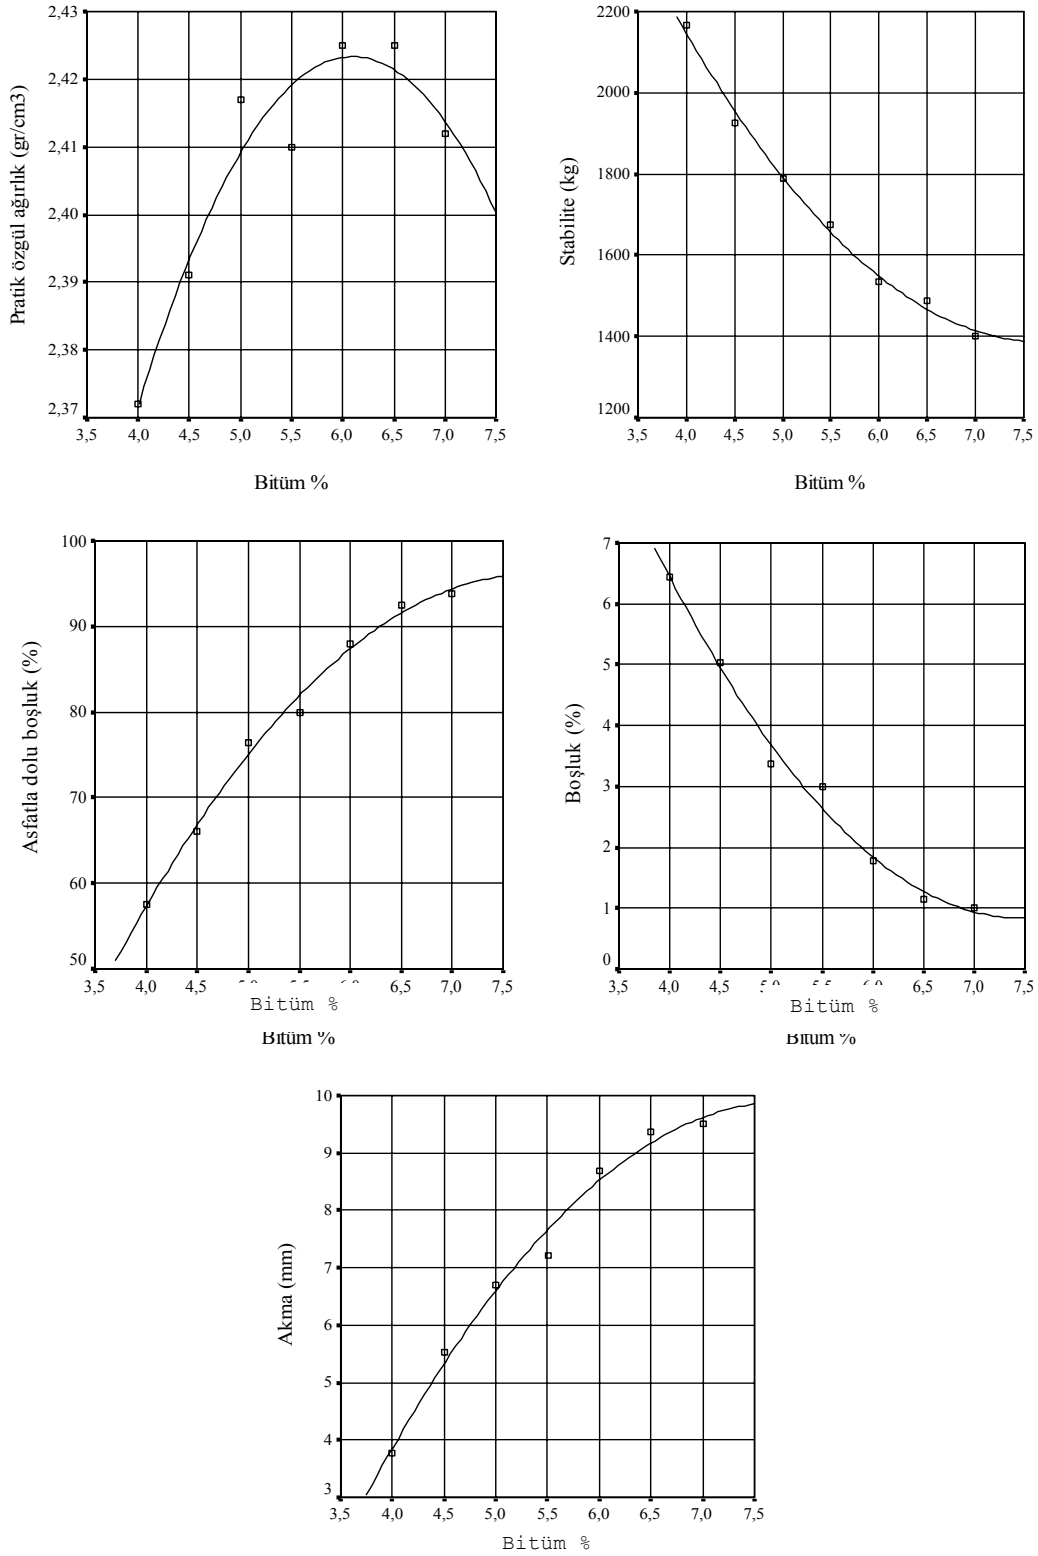 2,43
2,42
2,41
2,40
2,39
2,38
2,37
Pratik özgül ağırlık (gr/cm3)
3,5 4,0 4,5 5,0 5,5 6,0 6,5 7,0 7,5
Bitüm %
2200
2000
1800
1600
1400
1200
Stabilite (kg)
3,5 4,0 4,5 5,0 5,5 6,0 6,5 7,0 7,5
Bitüm %
100
90
80
70
60
50
Asfatla dolu boşluk (%)
3,5 4,0 4,5 6,5 7,0 7,5
Bitüm %
Bitüm %
7
6
5
4
3
2
1
0
Boşluk (%)
3,5 4,0 4,5 6,5 7,0 7,5
Bitüm %
Bitüm %
10
9
8
7
6
5
4
3
Akma (mm)
3,5 4,0 4,5 5,0 5,5 6,0 6,5 7,0 7,5
Bitüm %